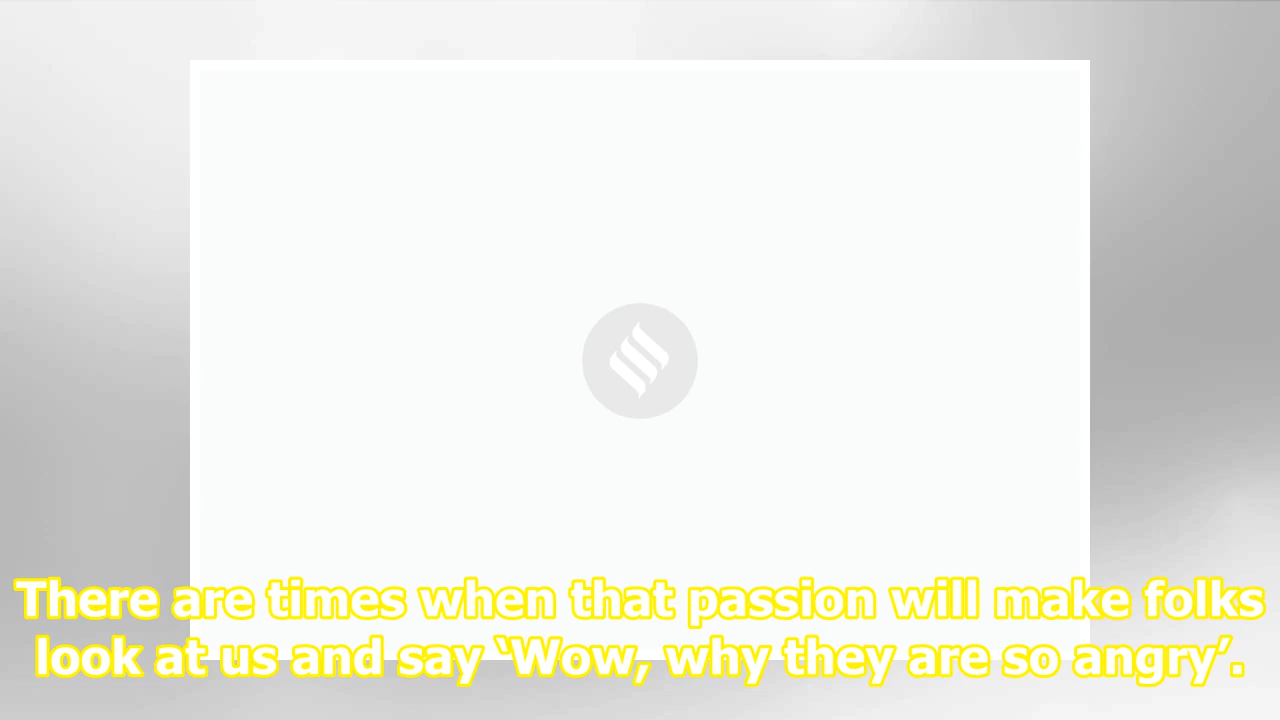 There are times when that passion will make folks
look at us and say ‘Wow, why they are so angry’.